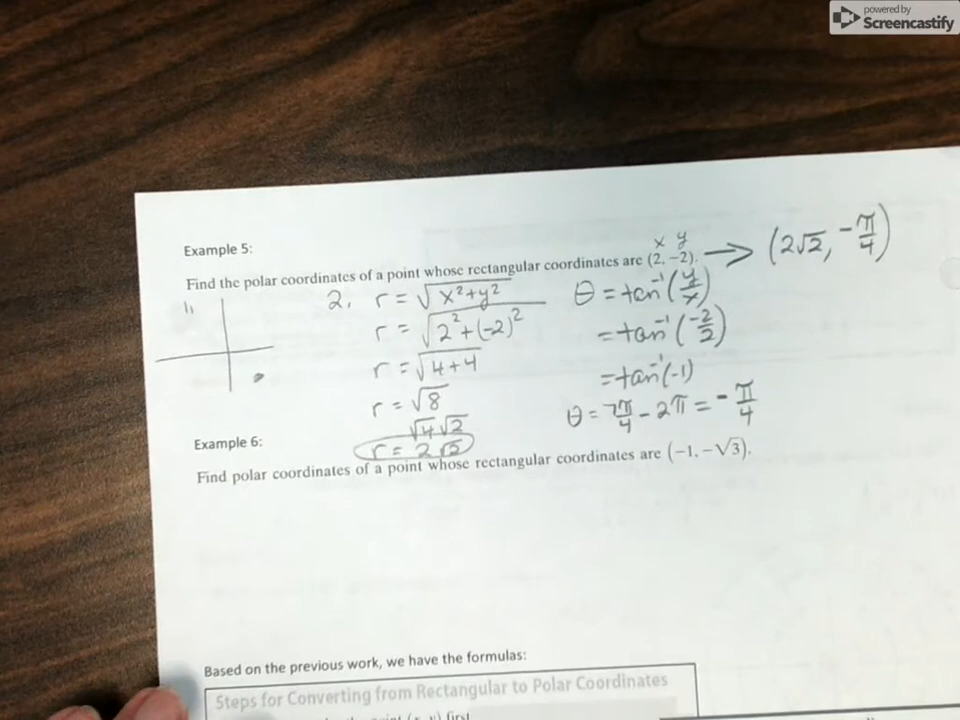 powered by
Screencastify
Example 5:
x y
Find the polar coordinates of a point whose rectangular coordinates are (2, −2). → (2√2, −π/4)
1,
2. r = √x²+y²
θ = tan⁻¹(y/x)
r = √2²+(−2)²
= tan⁻¹(−2/2)
r = √4+4
= tan⁻¹(−1)
r = √8
θ = 7π/4 − 2π = −π/4
√4√2
r = 2√2
Example 6:
Find polar coordinates of a point whose rectangular coordinates are (−1, −√3).
Based on the previous work, we have the formulas:
Steps for Converting from Rectangular to Polar Coordinates
(x, y) first